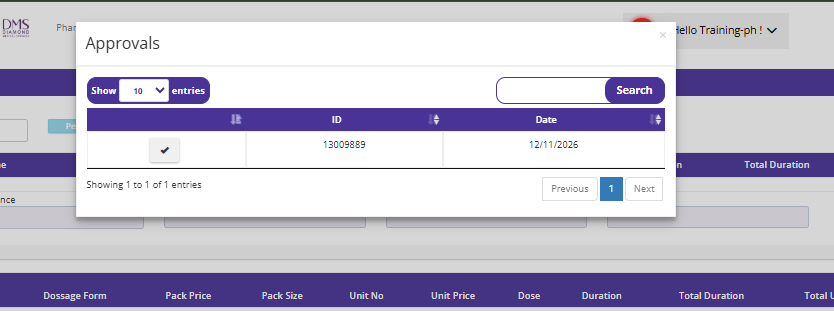 DMS
DIAMOND
Hello Training-ph !
Approvals
×
Show 10 entries
Search
ID Date
13009889 12/11/2026
Showing 1 to 1 of 1 entries
Previous 1 Next
Total Duration
Dossage Form Pack Price Pack Size Unit No Unit Price Dose Duration Total Duration